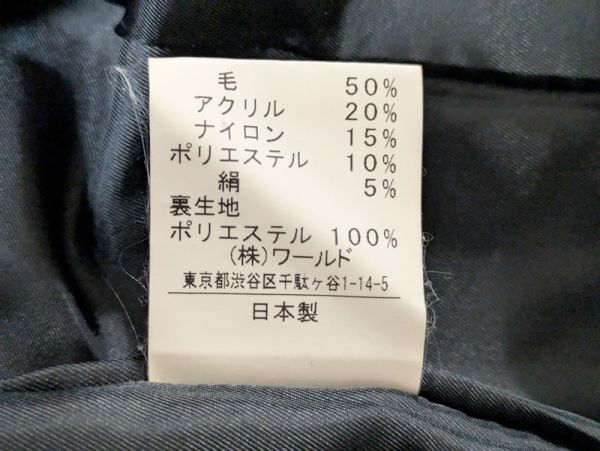 毛 50%
アクリル 20%
ナイロン 15%
ポリエステル 10%
絹 5%
裏生地
ポリエステル 100%
(株)ワールド
東京都渋谷区千駄ヶ谷1-14-5
日本製